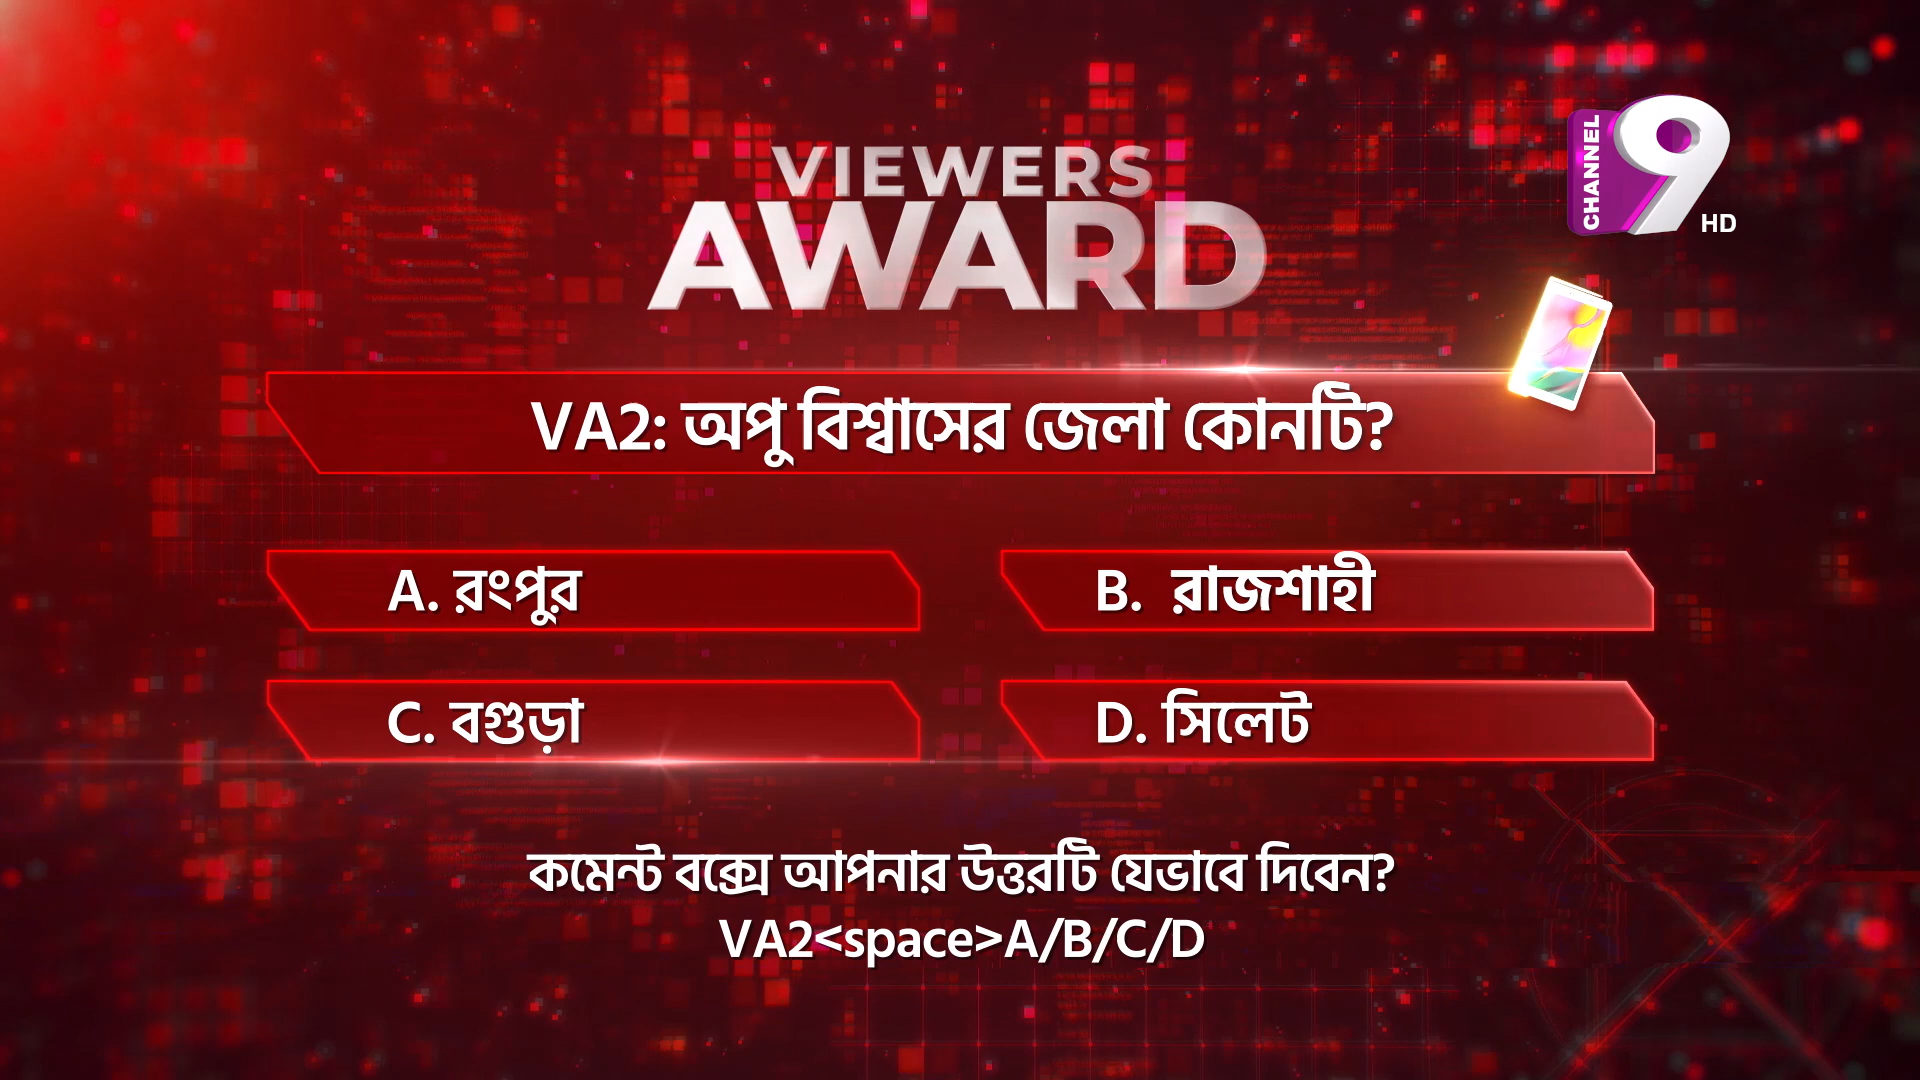 VIEWERS
AWARD
CHANNEL 9
HD
VA2: অপু বিশ্বাসের জেলা কোনটি?
A. রংপুর
B. রাজশাহী
C. বগুড়া
D. সিলেট
কমেন্ট বক্সে আপনার উত্তরটি যেভাবে দিবেন?
VA2<space>A/B/C/D